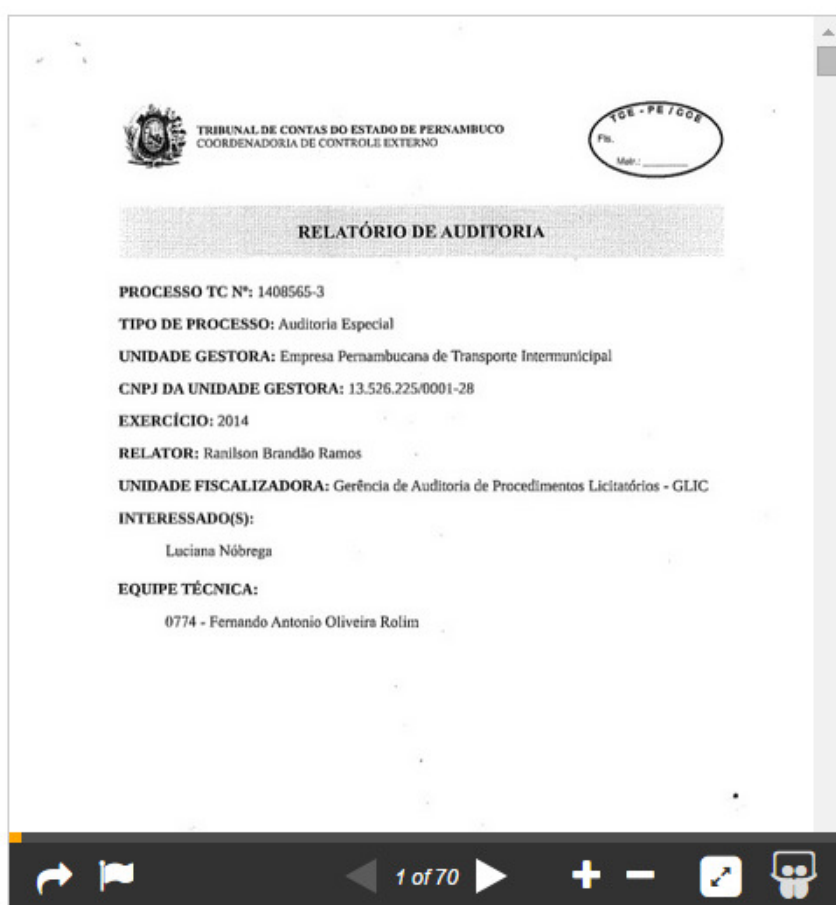 TRIBUNAL DE CONTAS DO ESTADO DE PERNAMBUCO
COORDENADORIA DE CONTROLE EXTERNO
TCE - PE / CCE
Fls.
Matr.:
RELATÓRIO DE AUDITORIA
PROCESSO TC Nº: 1408565-3
TIPO DE PROCESSO: Auditoria Especial
UNIDADE GESTORA: Empresa Pernambucana de Transporte Intermunicipal
CNPJ DA UNIDADE GESTORA: 13.526.225/0001-28
EXERCÍCIO: 2014
RELATOR: Ranilson Brandão Ramos
UNIDADE FISCALIZADORA: Gerência de Auditoria de Procedimentos Licitatórios - GLIC
INTERESSADO(S):
Luciana Nóbrega
EQUIPE TÉCNICA:
0774 - Fernando Antonio Oliveira Rolim
1 of 70